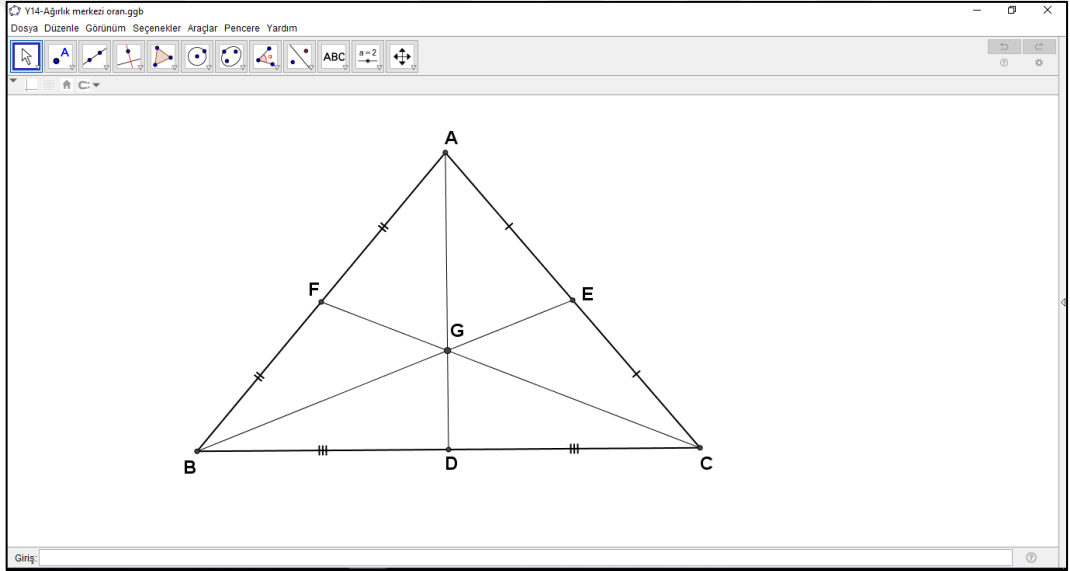 Y14-Ağırlık merkezi oran.ggb
Dosya Düzenle Görünüm Seçenekler Araçlar Pencere Yardım
A ABC a=2
A
F
E
G
B
D
C
Giriş: